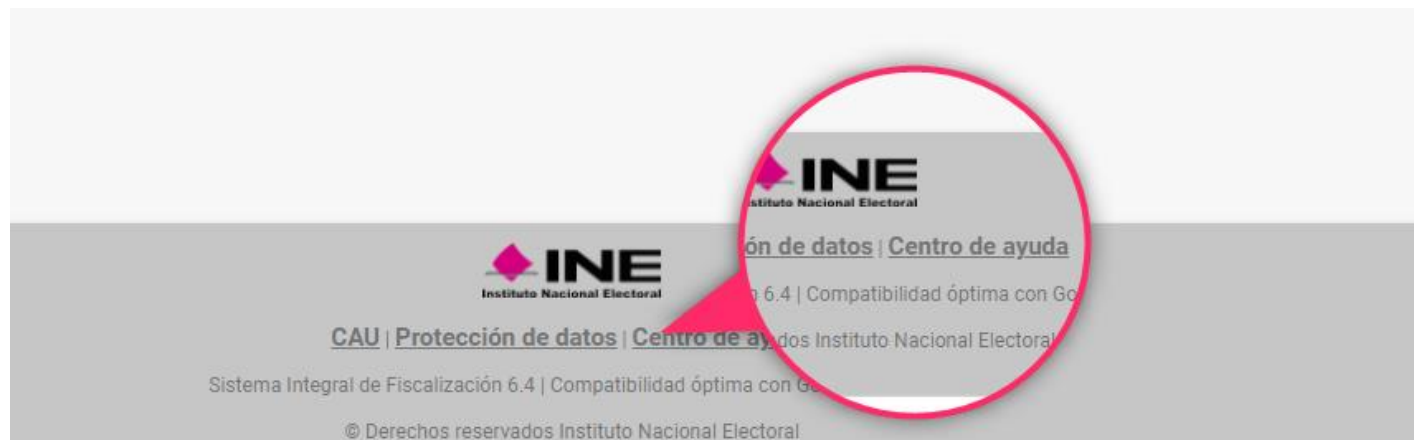 INE
Instituto Nacional Electoral
CAU | Protección de datos | Centro de ay
Sistema Integral de Fiscalización 6.4 | Compatibilidad óptima con G
© Derechos reservados Instituto Nacional Electoral
INE
stituto Nacional Electoral
ón de datos | Centro de ayuda
6.4 | Compatibilidad óptima con Go
dos Instituto Nacional Electoral